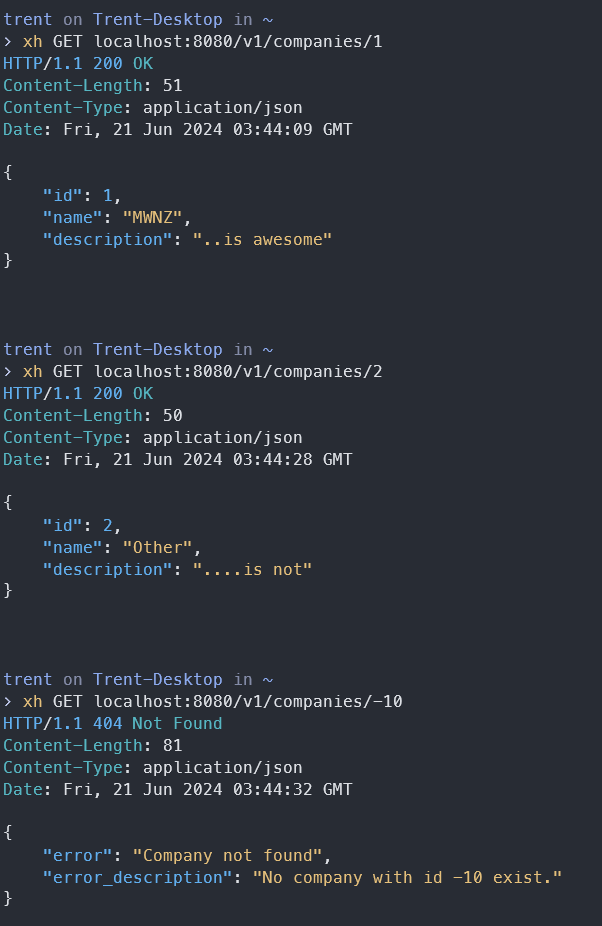 trent on Trent-Desktop in ~
› xh GET localhost:8080/v1/companies/1
HTTP/1.1 200 OK
Content-Length: 51
Content-Type: application/json
Date: Fri, 21 Jun 2024 03:44:09 GMT
{
    "id": 1,
    "name": "MWNZ",
    "description": "..is awesome"
}
trent on Trent-Desktop in ~
› xh GET localhost:8080/v1/companies/2
HTTP/1.1 200 OK
Content-Length: 50
Content-Type: application/json
Date: Fri, 21 Jun 2024 03:44:28 GMT
{
    "id": 2,
    "name": "Other",
    "description": "....is not"
}
trent on Trent-Desktop in ~
› xh GET localhost:8080/v1/companies/-10
HTTP/1.1 404 Not Found
Content-Length: 81
Content-Type: application/json
Date: Fri, 21 Jun 2024 03:44:32 GMT
{
    "error": "Company not found",
    "error_description": "No company with id -10 exist."
}